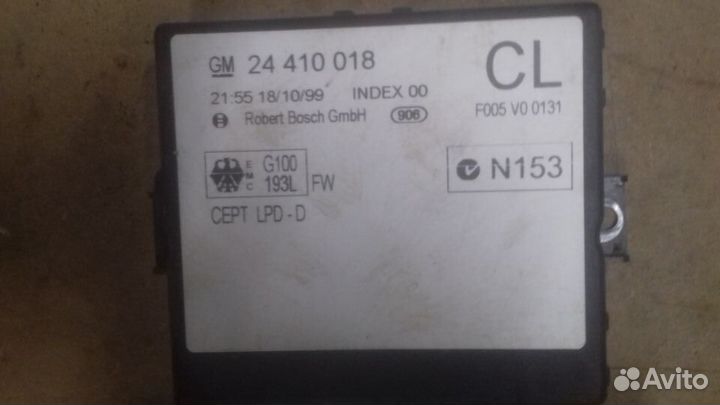 GM 24 410 018
CL
21:55 18/10/99 INDEX 00
F005 V0 0131
Robert Bosch GmbH 906
E M C G100 193L FW
N153
CEPT LPD-D
Avito